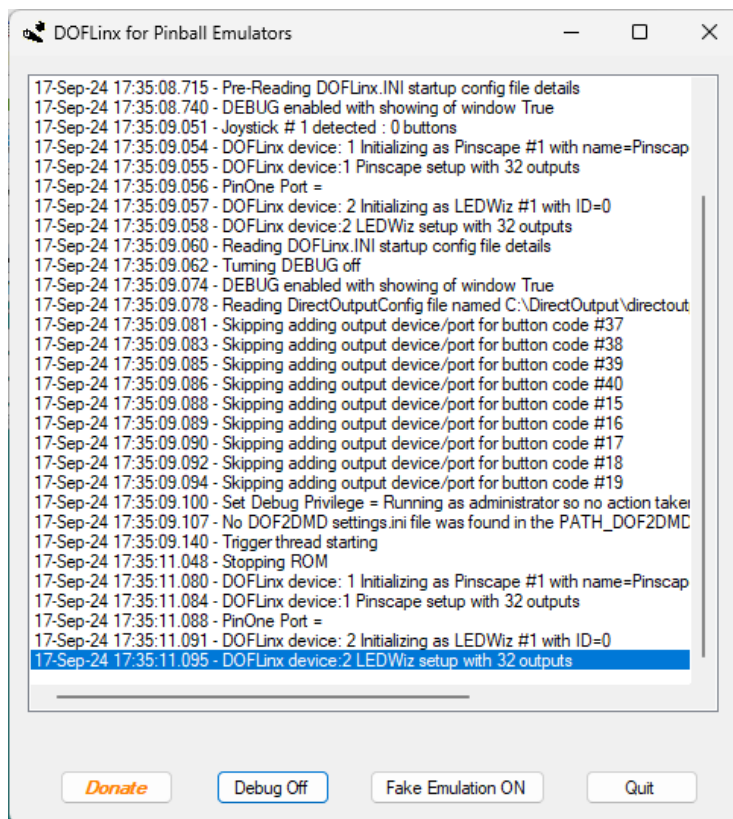 DOFLinx for Pinball Emulators
17-Sep-24 17:35:08.715 - Pre-Reading DOFLinx.INI startup config file details
17-Sep-24 17:35:08.740 - DEBUG enabled with showing of window True
17-Sep-24 17:35:09.051 - Joystick # 1 detected : 0 buttons
17-Sep-24 17:35:09.054 - DOFLinx device: 1 Initializing as Pinscape #1 with name=Pinscap
17-Sep-24 17:35:09.055 - DOFLinx device:1 Pinscape setup with 32 outputs
17-Sep-24 17:35:09.056 - PinOne Port =
17-Sep-24 17:35:09.057 - DOFLinx device: 2 Initializing as LEDWiz #1 with ID=0
17-Sep-24 17:35:09.058 - DOFLinx device:2 LEDWiz setup with 32 outputs
17-Sep-24 17:35:09.060 - Reading DOFLinx.INI startup config file details
17-Sep-24 17:35:09.062 - Turning DEBUG off
17-Sep-24 17:35:09.074 - DEBUG enabled with showing of window True
17-Sep-24 17:35:09.078 - Reading DirectOutputConfig file named C:\DirectOutput\directout
17-Sep-24 17:35:09.081 - Skipping adding output device/port for button code #37
17-Sep-24 17:35:09.083 - Skipping adding output device/port for button code #38
17-Sep-24 17:35:09.085 - Skipping adding output device/port for button code #39
17-Sep-24 17:35:09.086 - Skipping adding output device/port for button code #40
17-Sep-24 17:35:09.088 - Skipping adding output device/port for button code #15
17-Sep-24 17:35:09.089 - Skipping adding output device/port for button code #16
17-Sep-24 17:35:09.090 - Skipping adding output device/port for button code #17
17-Sep-24 17:35:09.092 - Skipping adding output device/port for button code #18
17-Sep-24 17:35:09.094 - Skipping adding output device/port for button code #19
17-Sep-24 17:35:09.100 - Set Debug Privilege = Running as administrator so no action taker
17-Sep-24 17:35:09.107 - No DOF2DMD settings.ini file was found in the PATH_DOF2DMD
17-Sep-24 17:35:09.140 - Trigger thread starting
17-Sep-24 17:35:11.048 - Stopping ROM
17-Sep-24 17:35:11.080 - DOFLinx device: 1 Initializing as Pinscape #1 with name=Pinscap
17-Sep-24 17:35:11.084 - DOFLinx device:1 Pinscape setup with 32 outputs
17-Sep-24 17:35:11.088 - PinOne Port =
17-Sep-24 17:35:11.091 - DOFLinx device: 2 Initializing as LEDWiz #1 with ID=0
17-Sep-24 17:35:11.095 - DOFLinx device:2 LEDWiz setup with 32 outputs
Donate Debug Off Fake Emulation ON Quit